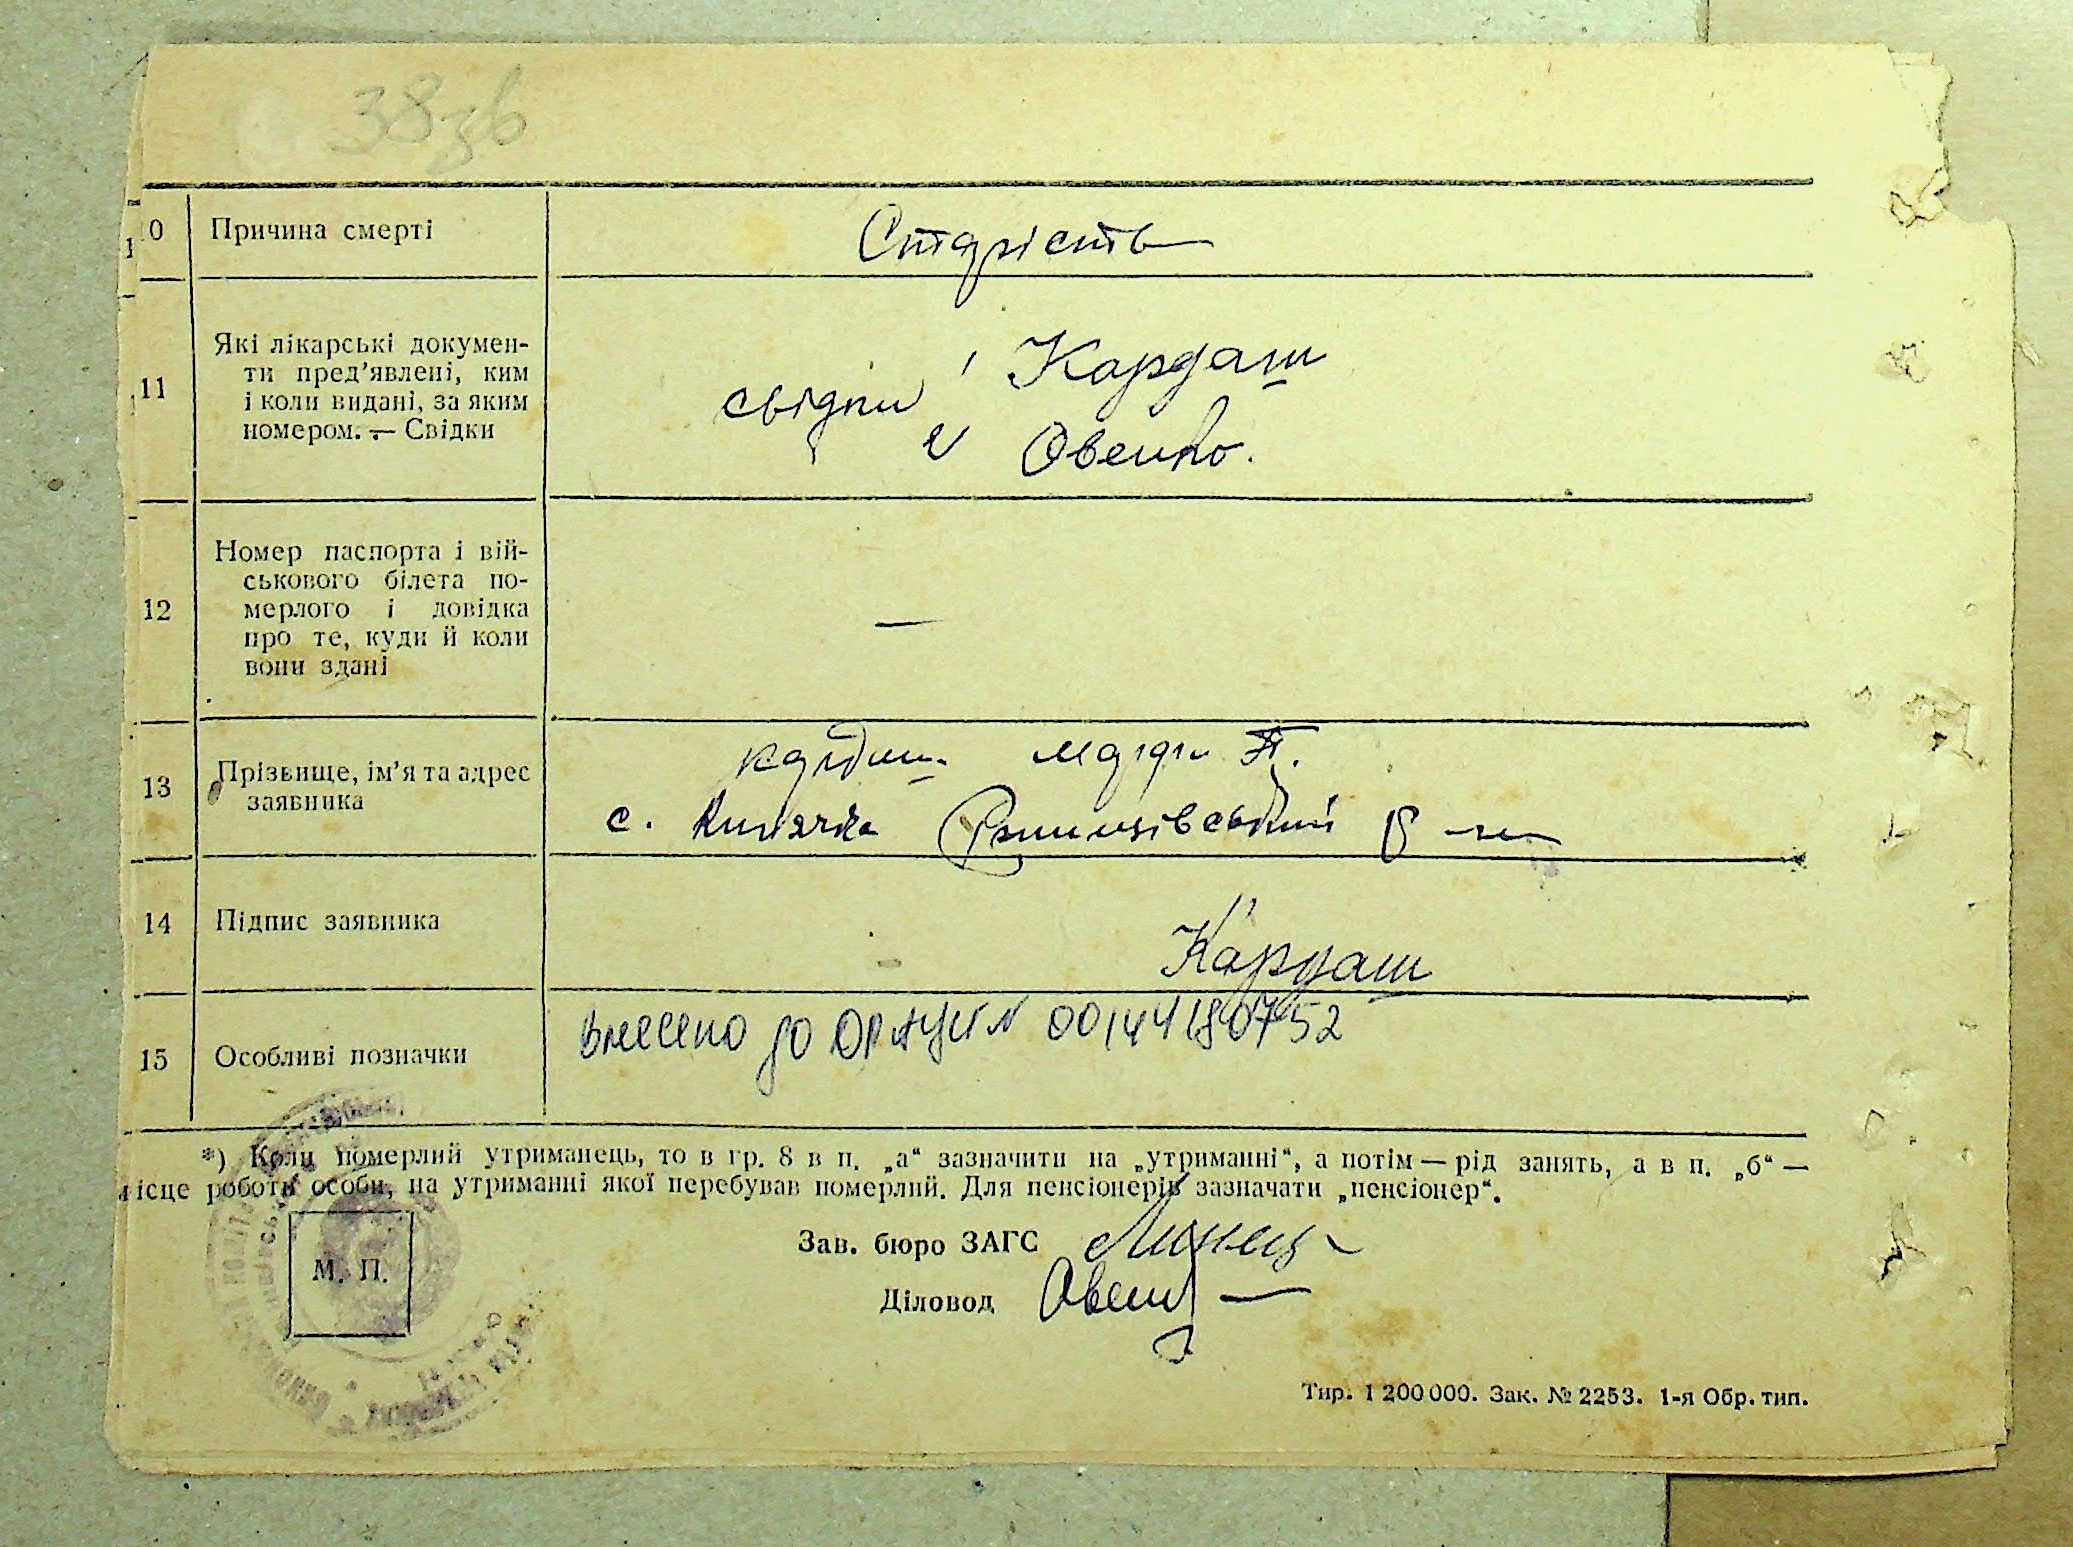 38зв
10 Причина смерті Старість
11 Які лікарські докумен-
ти пред’явлені, ким
і коли видані, за яким
номером. — Свідки
свідки Кардаш
и Овенко.
12 Номер паспорта і вій-
ськового білета по-
мерлого і довідка
про те, куди й коли
вони здані
—
13 Прізвище, ім’я та адрес
заявника
П.
с. Княжа р-н
14 Підпис заявника Кардаш
15 Особливі позначки внесено до ДРАЦСГ N 00144180752
*) Коли померлий утриманець, то в гр. 8 в п. „а“ зазначити на „утриманні“, а потім — рід занять, а в п. „б“ —
місце роботи особи, на утриманні якої перебував померлий. Для пенсіонерів зазначати „пенсіонер“.
Зав. бюро ЗАГС
М. П.
Діловод
Тир. 1 200 000. Зак. № 2253. 1-я Обр. тип.